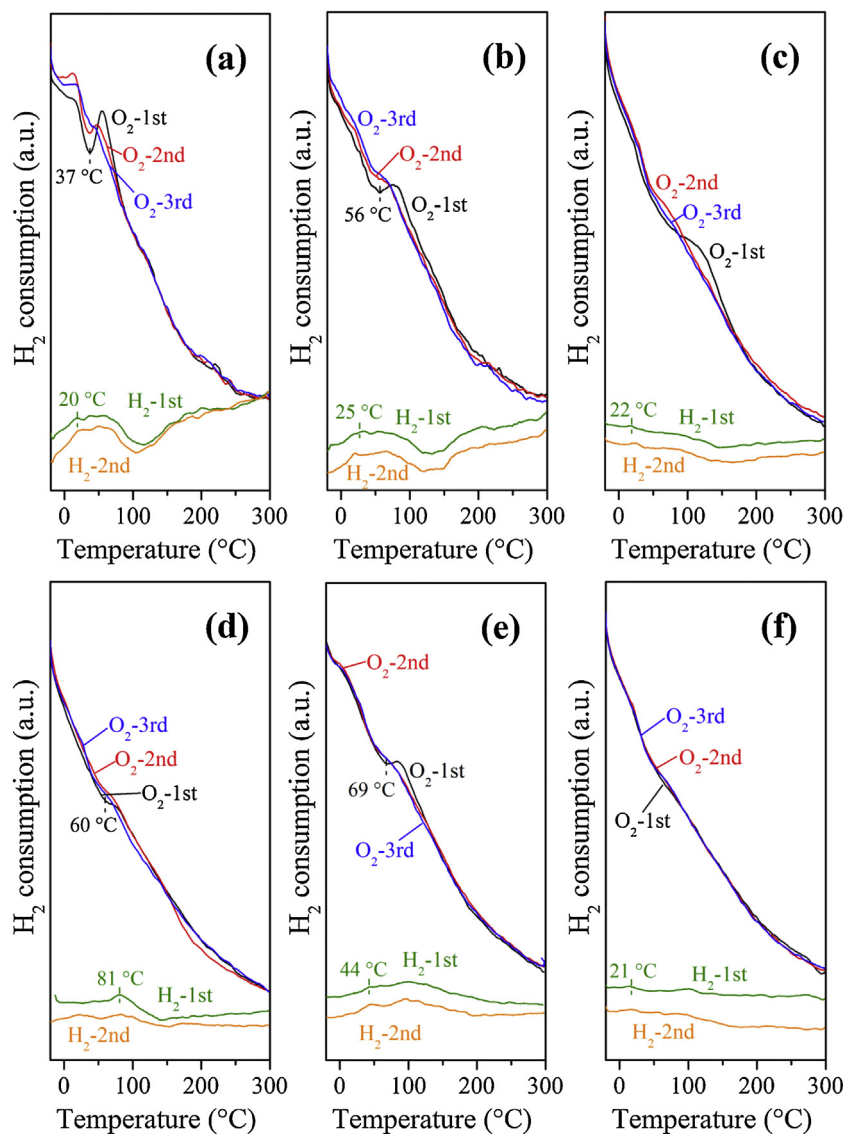 (a)
O₂-1st
O₂-2nd
37 °C
O₂-3rd
20 °C
H₂-1st
H₂-2nd
H₂ consumption (a.u.)
0 100 200 300
Temperature (°C)
(b)
O₂-3rd
O₂-2nd
O₂-1st
56 °C
25 °C
H₂-1st
H₂-2nd
H₂ consumption (a.u.)
0 100 200 300
Temperature (°C)
(c)
O₂-2nd
O₂-3rd
O₂-1st
22 °C
H₂-1st
H₂-2nd
H₂ consumption (a.u.)
0 100 200 300
Temperature (°C)
(d)
O₂-3rd
O₂-2nd
O₂-1st
60 °C
81 °C
H₂-1st
H₂-2nd
H₂ consumption (a.u.)
0 100 200 300
Temperature (°C)
(e)
O₂-2nd
O₂-1st
69 °C
O₂-3rd
44 °C
H₂-1st
H₂-2nd
H₂ consumption (a.u.)
0 100 200 300
Temperature (°C)
(f)
O₂-3rd
O₂-2nd
O₂-1st
21 °C
H₂-1st
H₂-2nd
H₂ consumption (a.u.)
0 100 200 300
Temperature (°C)